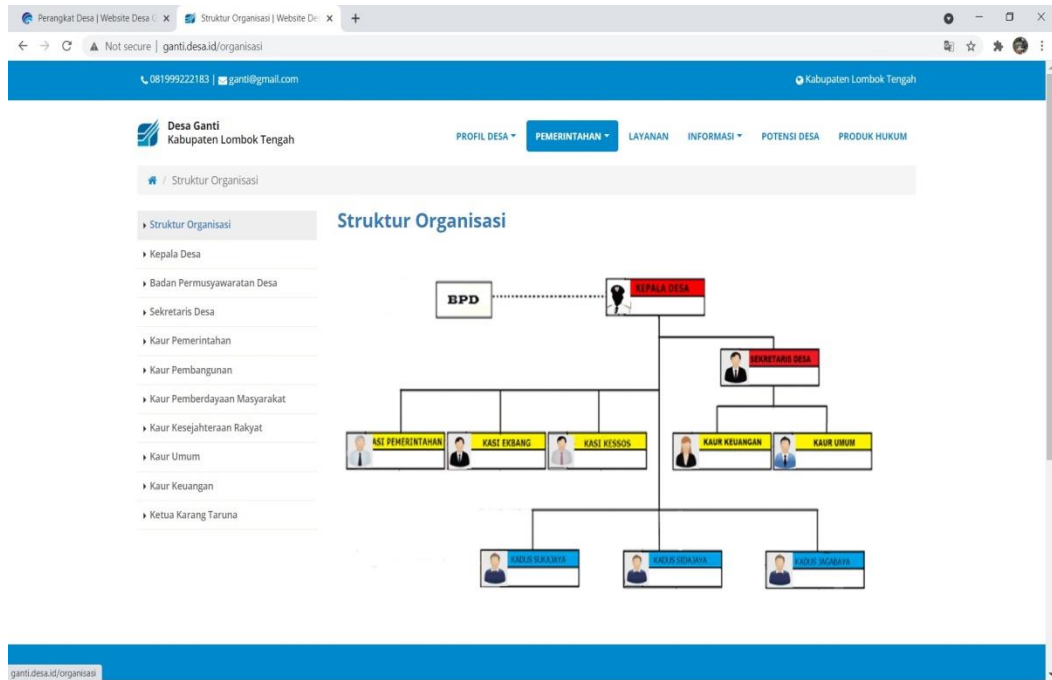 Perangkat Desa | Website Desa
Struktur Organisasi | Website De
Not secure | ganti.desa.id/organisasi
081999222183 | ganti@gmail.com
Kabupaten Lombok Tengah
Desa Ganti
Kabupaten Lombok Tengah
PROFIL DESA
PEMERINTAHAN
LAYANAN
INFORMASI
POTENSI DESA
PRODUK HUKUM
/ Struktur Organisasi
Struktur Organisasi
Kepala Desa
Badan Permusyawaratan Desa
Sekretaris Desa
Kaur Pemerintahan
Kaur Pembangunan
Kaur Pemberdayaan Masyarakat
Kaur Kesejahteraan Rakyat
Kaur Umum
Kaur Keuangan
Ketua Karang Taruna
Struktur Organisasi
BPD
KEPALA DESA
SEKRETARIS DESA
KASI PEMERINTAHAN
KASI EKBANG
KASI KESSOS
KAUR KEUANGAN
KAUR UMUM
KADUS SUKAJAYA
KADUS SIDAJAYA
KADUS JAGABAYA
ganti.desa.id/organisasi